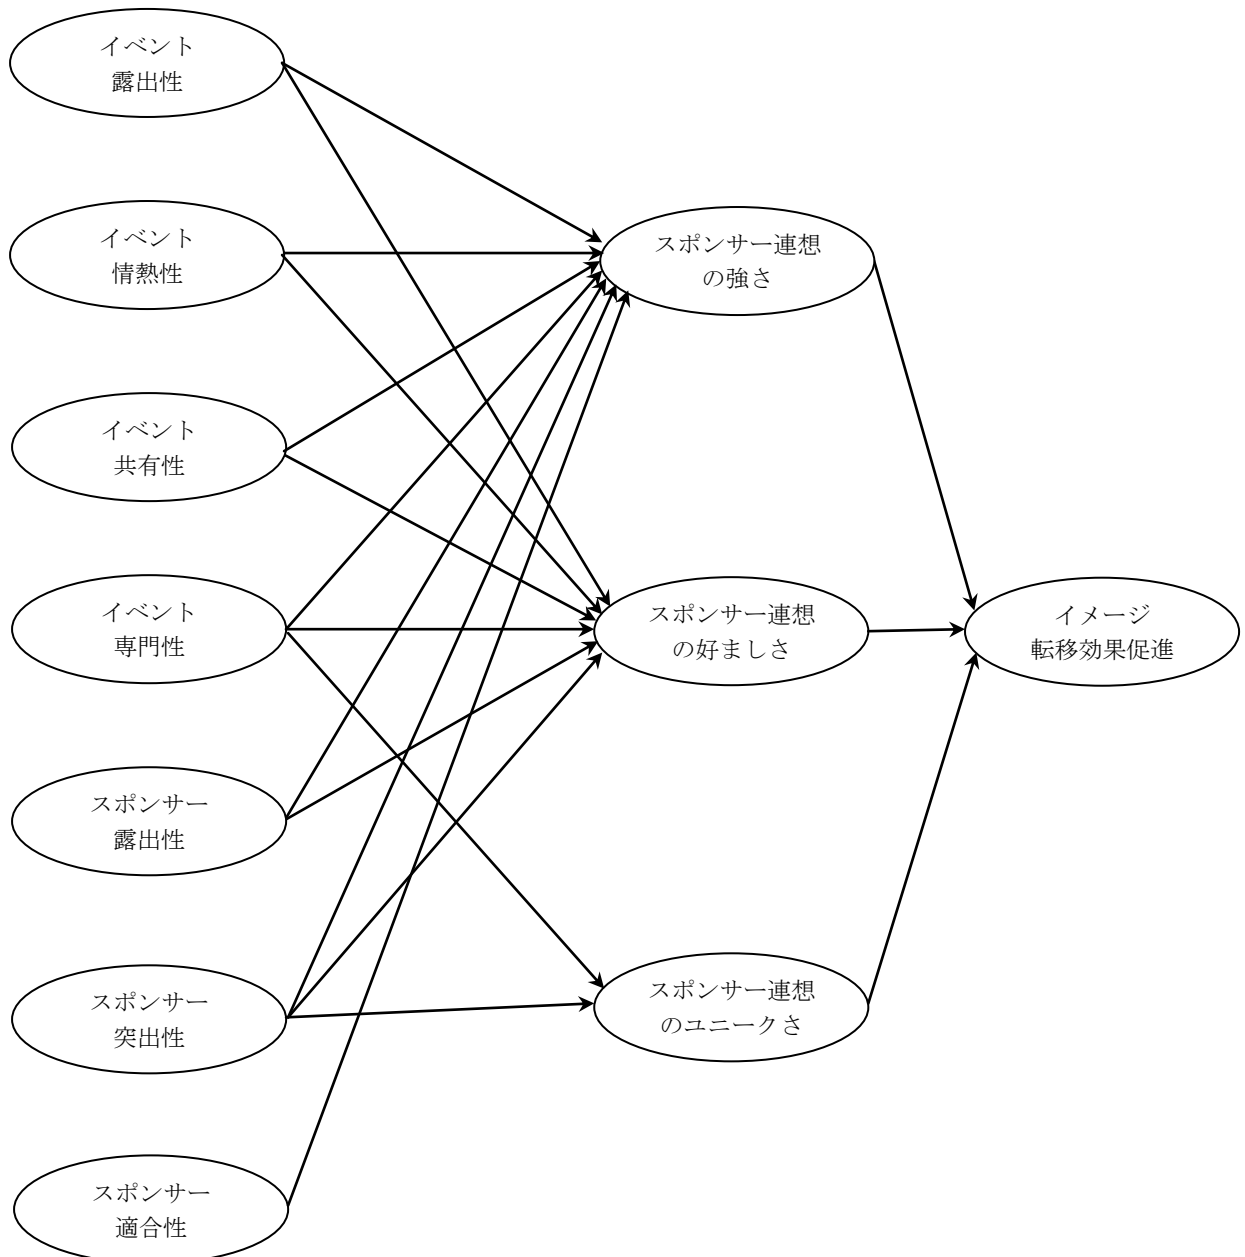 イベント
露出性
イベント
情熱性
イベント
共有性
イベント
専門性
スポンサー
露出性
スポンサー
突出性
スポンサー
適合性
スポンサー連想
の強さ
スポンサー連想
の好ましさ
スポンサー連想
のユニークさ
イメージ
転移効果促進